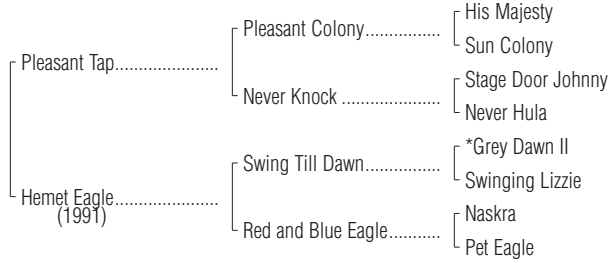 His Majesty
Pleasant Colony..................
Sun Colony
Pleasant Tap.....................
Stage Door Johnny
Never Knock ....................
Never Hula
*Grey Dawn II
Swing Till Dawn...............
Swinging Lizzie
Hemet Eagle.....................
(1991)
Naskra
Red and Blue Eagle...........
Pet Eagle